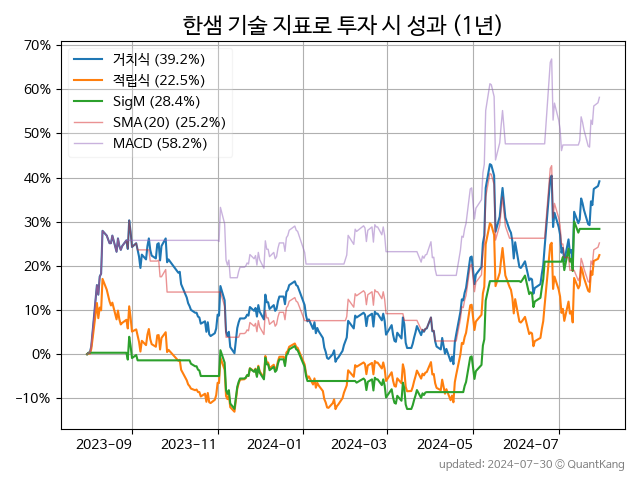 한샘 기술 지표로 투자 시 성과 (1년)
70%
60%
50%
40%
30%
20%
10%
0%
−10%
거치식 (39.2%)
적립식 (22.5%)
SigM (28.4%)
SMA(20) (25.2%)
MACD (58.2%)
2023-09
2023-11
2024-01
2024-03
2024-05
2024-07
updated: 2024-07-30 © QuantKang